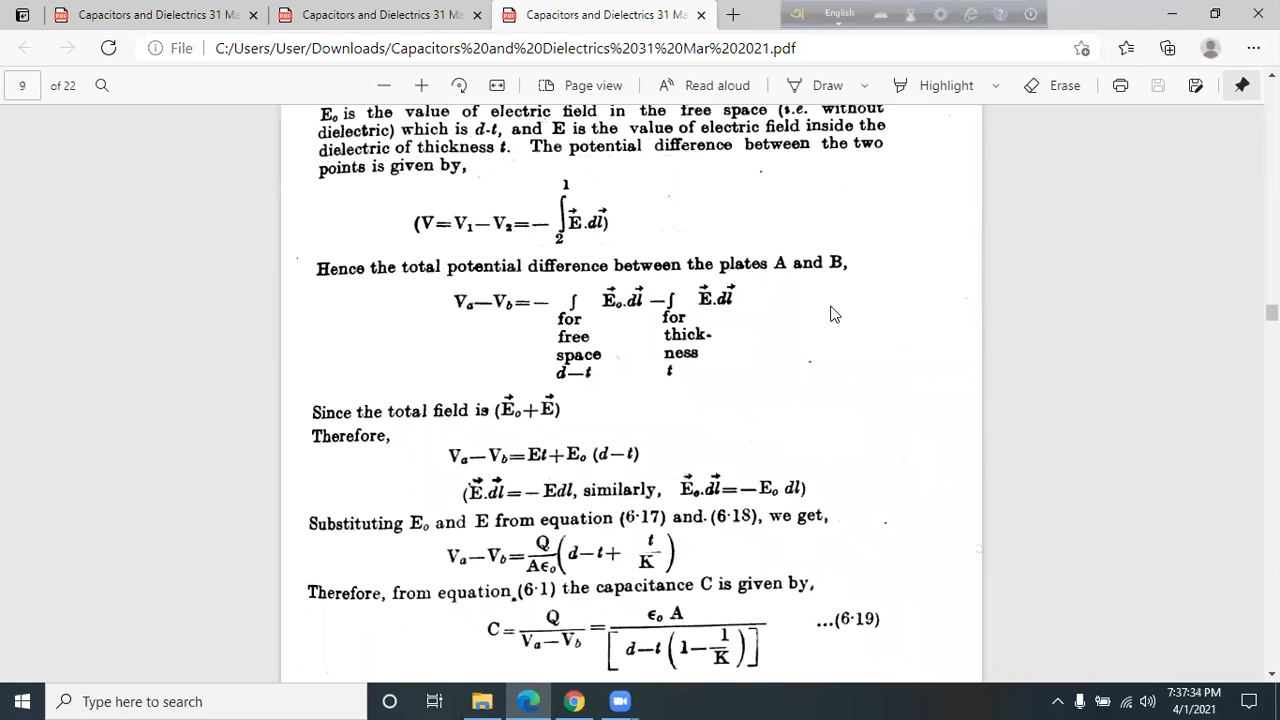 Capacitors and Dielectrics 31 Ma
Capacitors and Dielectrics 31 Ma
Capacitors and Dielectrics 31 Ma
English
File
C:/Users/User/Downloads/Capacitors%20and%20Dielectrics%2031%20Mar%202021.pdf
9 of 22
Page view
Read aloud
Draw
Highlight
Erase
E₀ is the value of electric field in the free space (i.e. without
dielectric) which is d-t, and E is the value of electric field inside the
dielectric of thickness t. The potential difference between the two
points is given by,
(V=V₁—V₂=— ∫₂¹ E⃗.dl⃗)
Hence the total potential difference between the plates A and B,
Vₐ—V_b=— ∫ E⃗₀.dl⃗ —∫ E⃗.dl⃗
for for
free thick-
space ness
d—t t
Since the total field is (E⃗₀+E⃗)
Therefore,
Vₐ—V_b=Et+E₀ (d—t)
(E⃗.dl⃗=— Edl, similarly, E⃗₀.dl⃗=—E₀ dl)
Substituting E₀ and E from equation (6·17) and (6·18), we get,
Vₐ—V_b= Q/Aϵ₀ (d—t+ t/K)
Therefore, from equation (6·1) the capacitance C is given by,
C= Q/(Vₐ—V_b) = ϵ₀ A/[d—t (1—1/K)] ...(6·19)
Type here to search
7:37:34 PM
4/1/2021